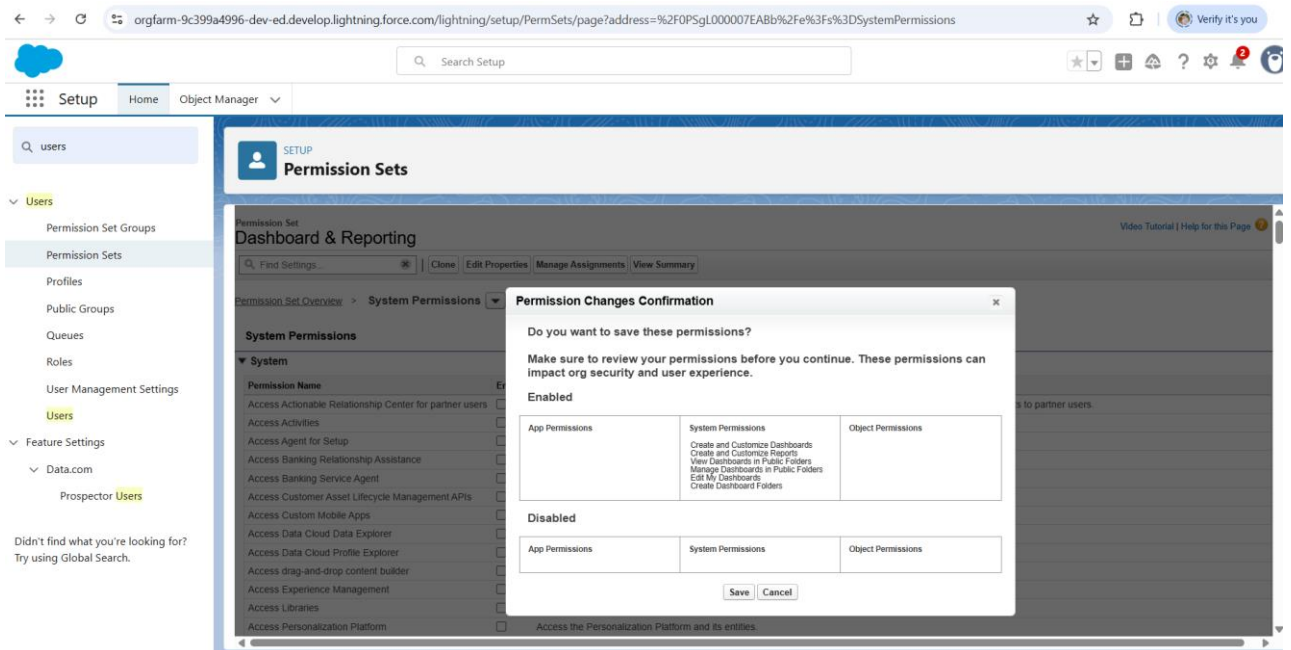 orgfarm-9c399a4996-dev-ed.develop.lightning.force.com/lightning/setup/PermSets/page?address=%2F0PSgL000007EABb%2Fe%3Fs%3DSystemPermissions
Verify it's you
Search Setup
2
Setup Home Object Manager
users
SETUP
Permission Sets
Users
Permission Set Groups
Permission Sets
Profiles
Public Groups
Queues
Roles
User Management Settings
Users
Feature Settings
Data.com
Prospector Users
Didn't find what you're looking for?
Try using Global Search.
Permission Set
Dashboard & Reporting
Video Tutorial | Help for this Page
Find Settings... | Clone Edit Properties Manage Assignments View Summary
Permission Set Overview > System Permissions
System Permissions
System
Permission Name
Access Actionable Relationship Center for partner users
s to partner users.
Access Activities
Access Agent for Setup
Access Banking Relationship Assistance
Access Banking Service Agent
Access Customer Asset Lifecycle Management APIs
Access Custom Mobile Apps
Access Data Cloud Data Explorer
Access Data Cloud Profile Explorer
Access drag-and-drop content builder
Access Experience Management
Access Libraries
Access Personalization Platform Access the Personalization Platform and its entities.
Permission Changes Confirmation
Do you want to save these permissions?
Make sure to review your permissions before you continue. These permissions can
impact org security and user experience.
Enabled
App Permissions System Permissions Object Permissions
Create and Customize Dashboards
Create and Customize Reports
View Dashboards in Public Folders
Manage Dashboards in Public Folders
Edit My Dashboards
Create Dashboard Folders
Disabled
App Permissions System Permissions Object Permissions
Save Cancel